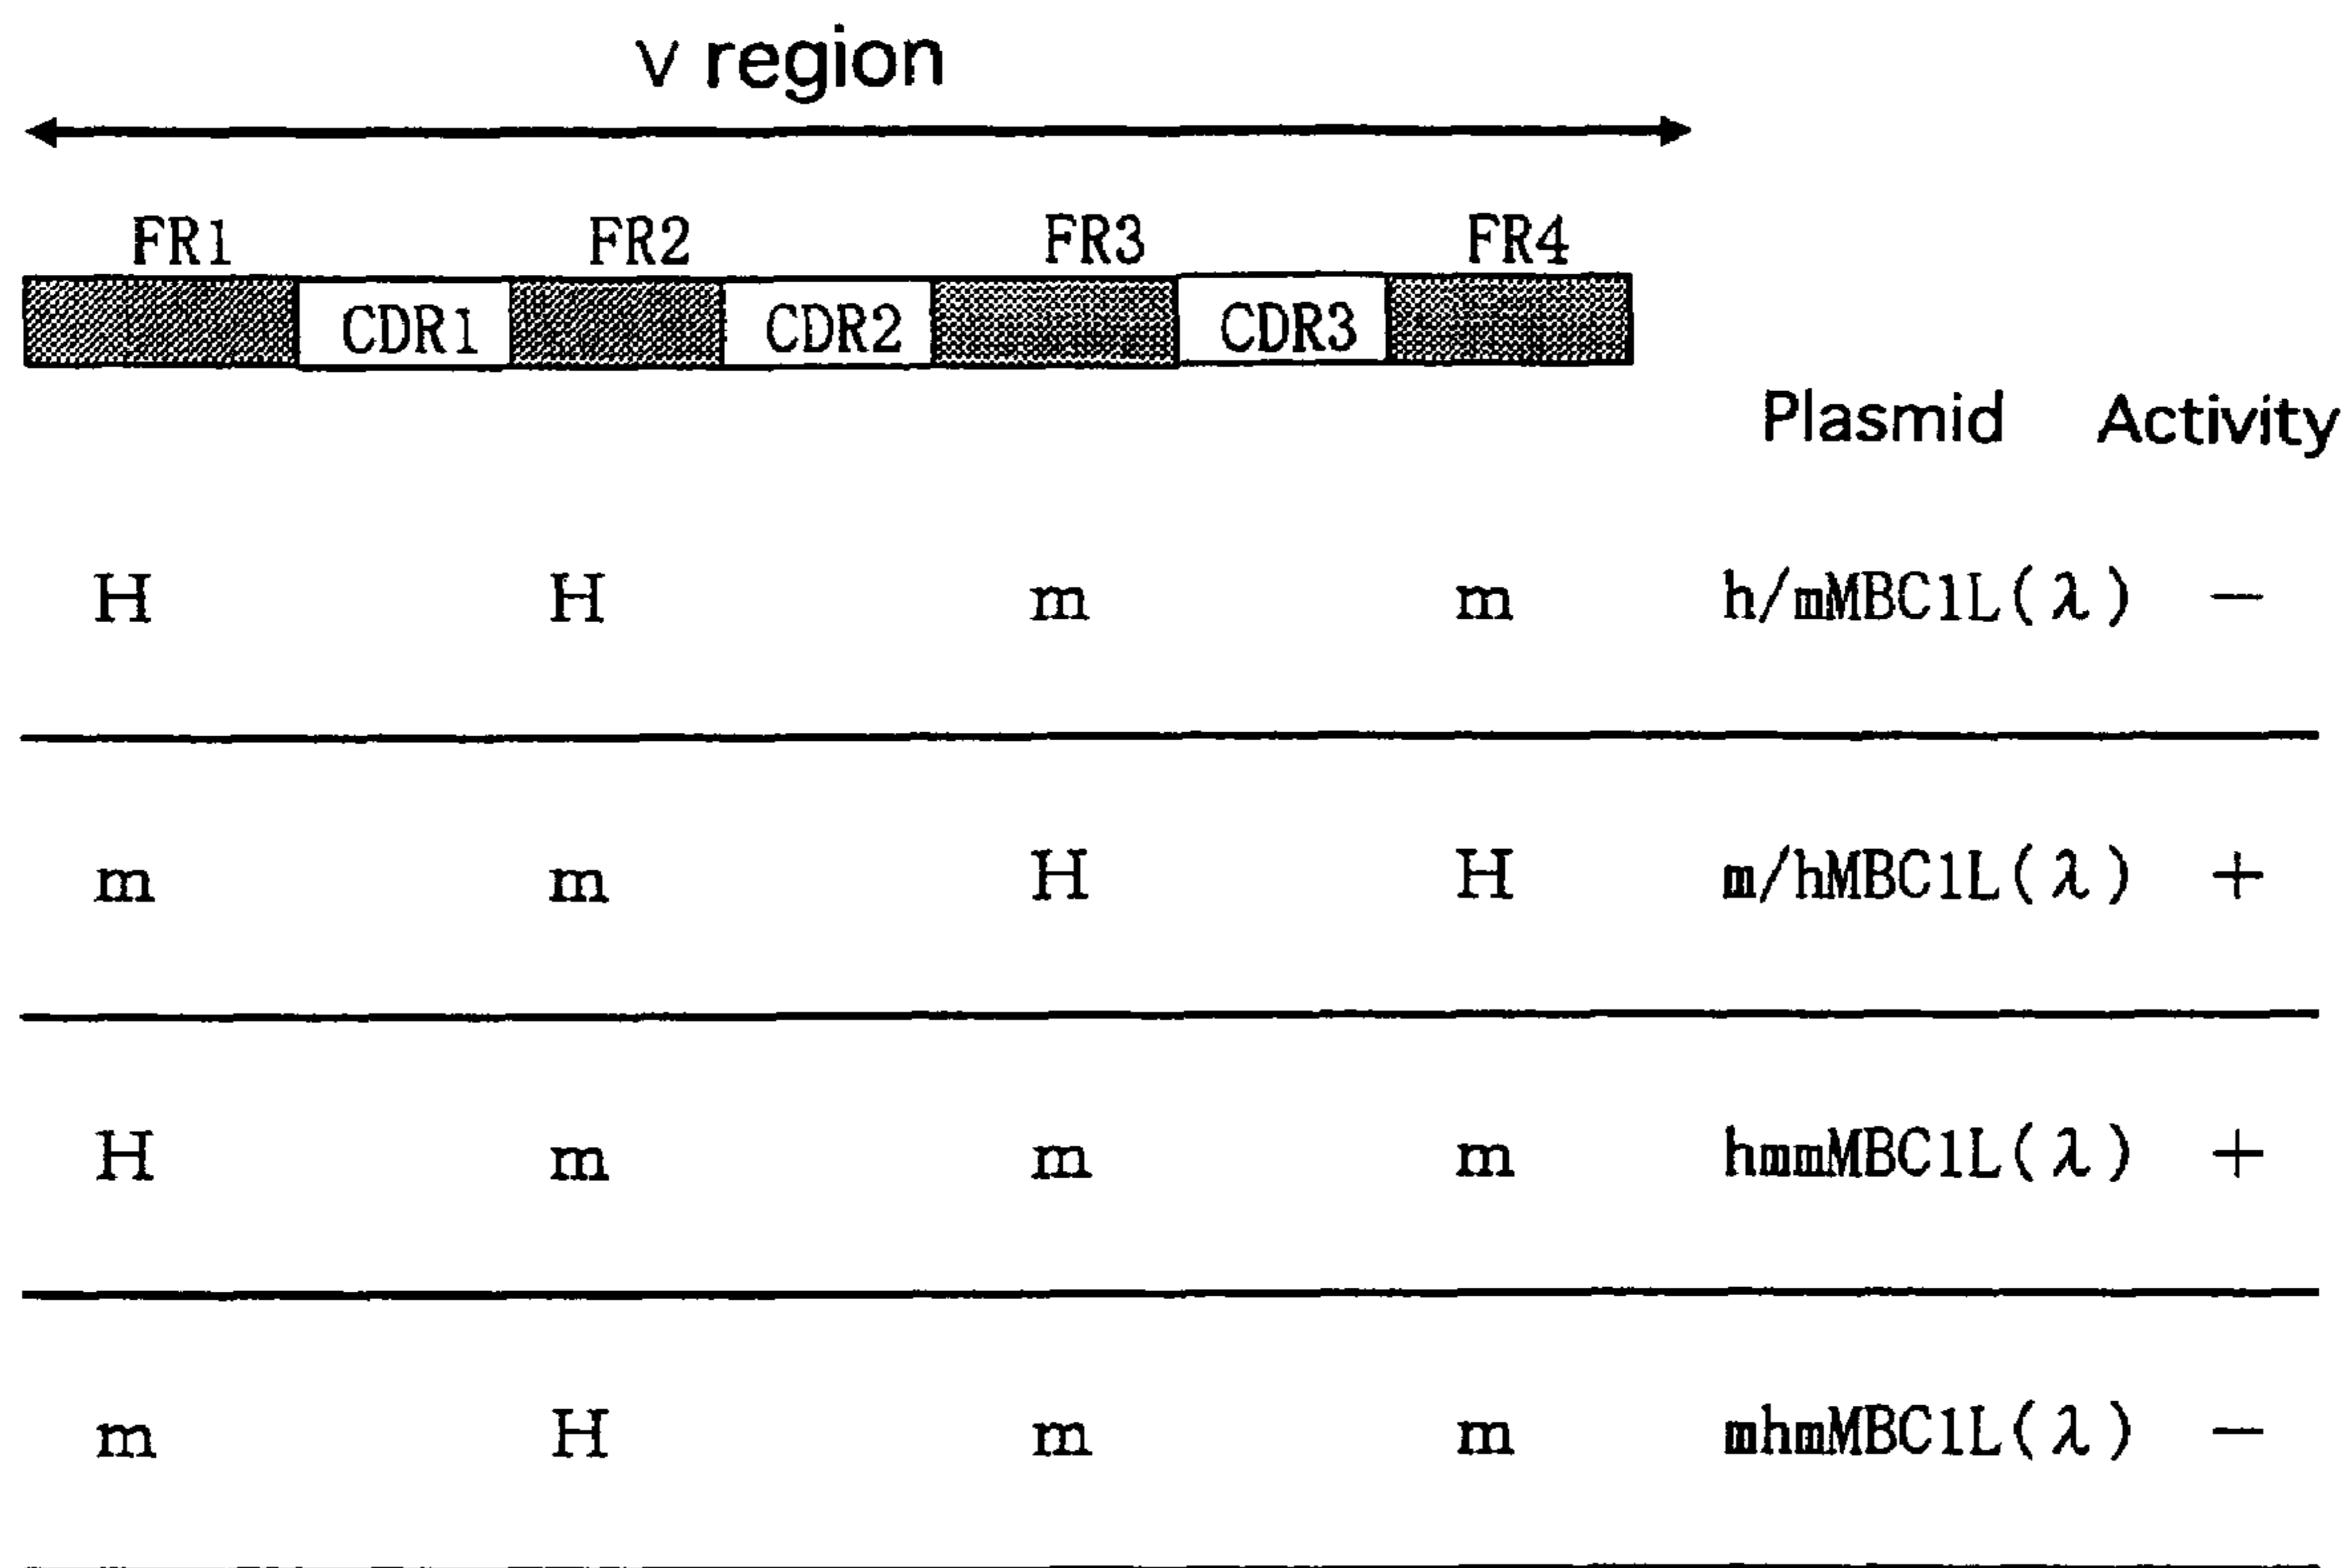 V region
FR1 FR2 FR3 FR4
CDR1 CDR2 CDR3
Plasmid Activity
H H m m h/mMBC1L(λ) −
m m H H m/hMBC1L(λ) +
H m m m hmmMBC1L(λ) +
m H m m mhmMBC1L(λ) −